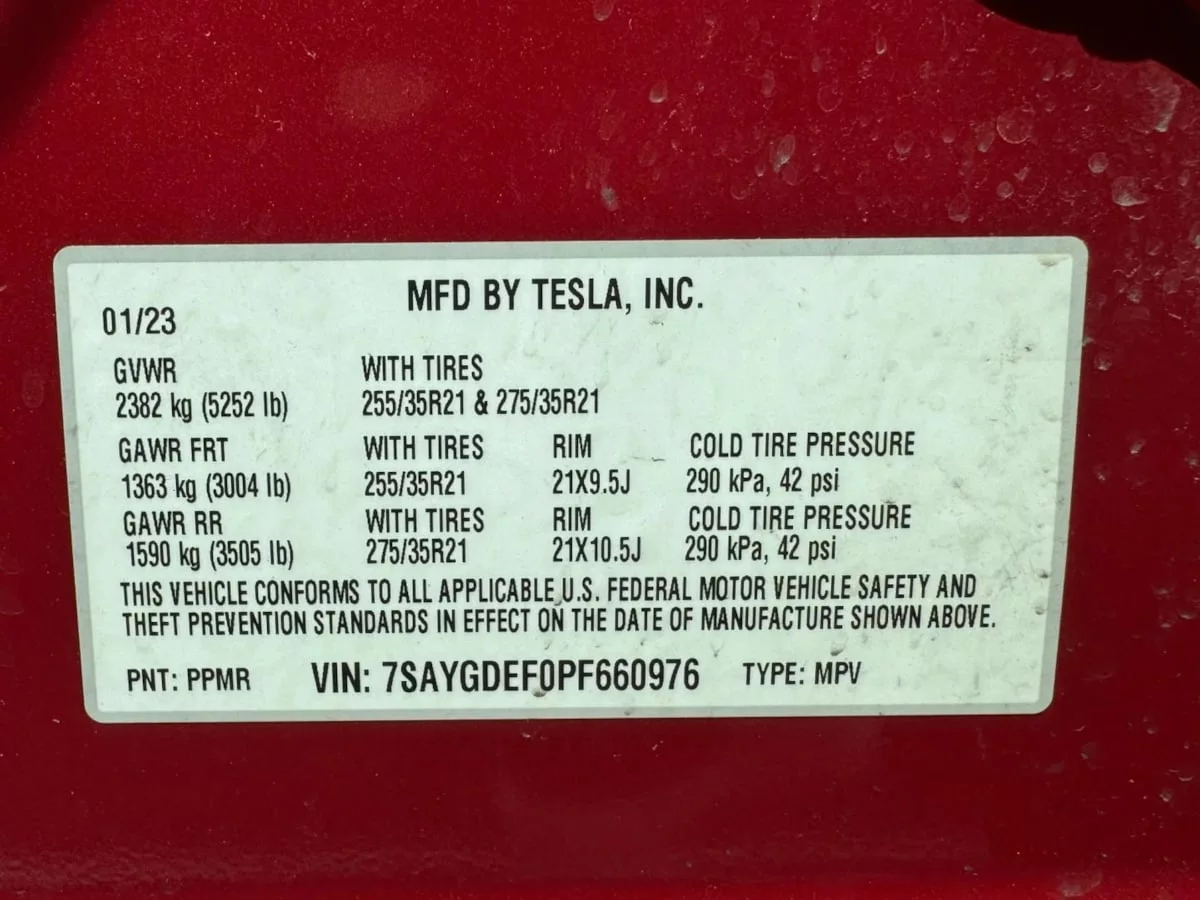 MFD BY TESLA, INC.
01/23
GVWR WITH TIRES
2382 kg (5252 lb) 255/35R21 & 275/35R21
GAWR FRT WITH TIRES RIM COLD TIRE PRESSURE
1363 kg (3004 lb) 255/35R21 21X9.5J 290 kPa, 42 psi
GAWR RR WITH TIRES RIM COLD TIRE PRESSURE
1590 kg (3505 lb) 275/35R21 21X10.5J 290 kPa, 42 psi
THIS VEHICLE CONFORMS TO ALL APPLICABLE U.S. FEDERAL MOTOR VEHICLE SAFETY AND
THEFT PREVENTION STANDARDS IN EFFECT ON THE DATE OF MANUFACTURE SHOWN ABOVE.
PNT: PPMR VIN: 7SAYGDEF0PF660976 TYPE: MPV